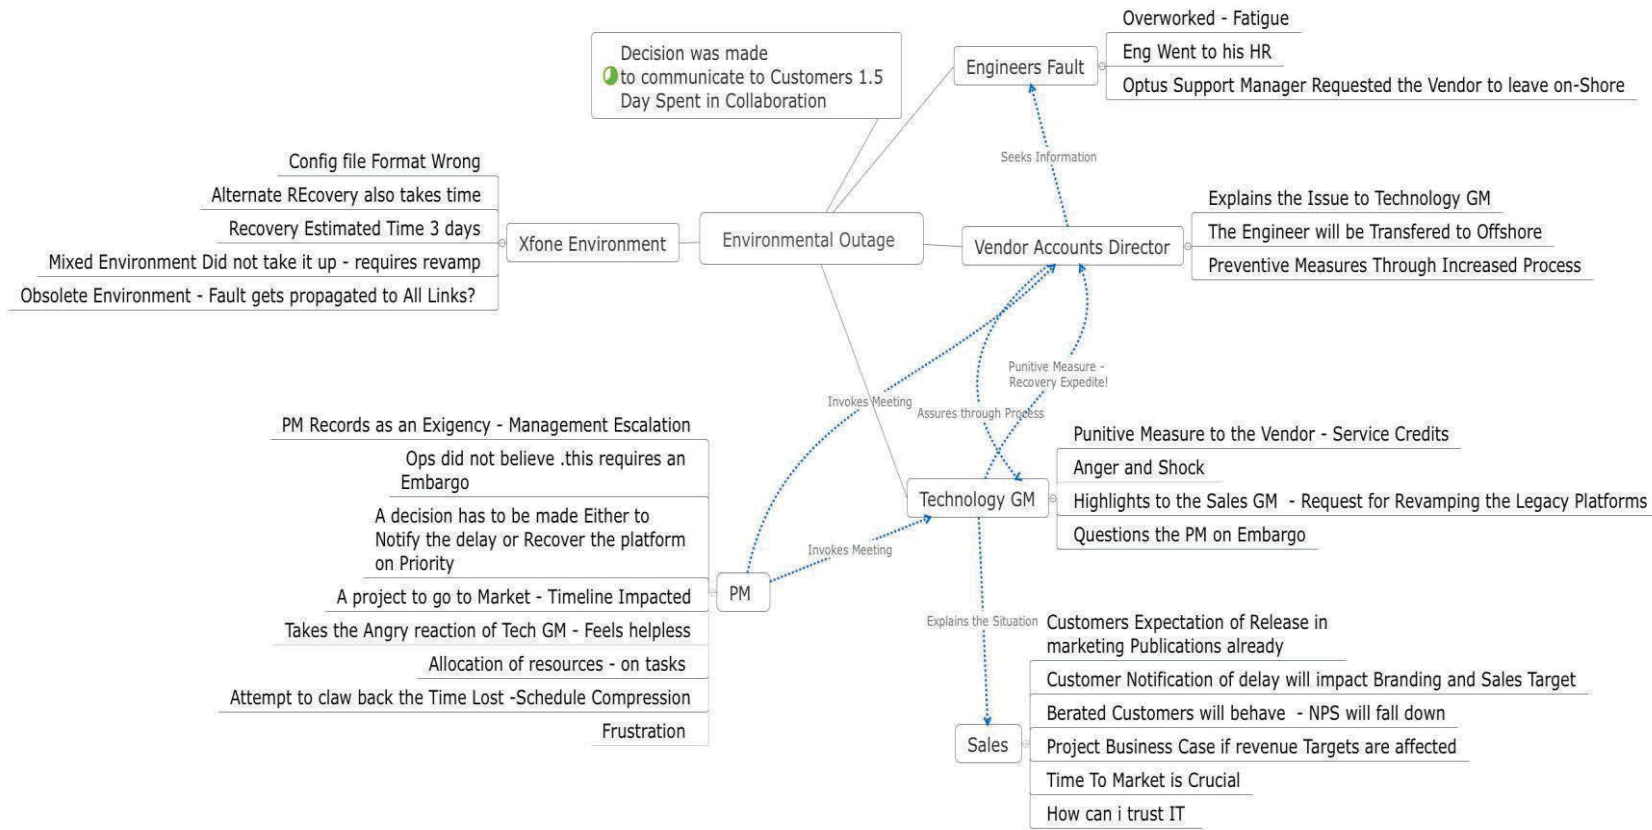 Decision was made
to communicate to Customers 1.5
Day Spent in Collaboration
Engineers Fault
Overworked - Fatigue
Eng Went to his HR
Optus Support Manager Requested the Vendor to leave on-Shore
Seeks Information
Config file Format Wrong
Alternate REcovery also takes time
Recovery Estimated Time 3 days
Mixed Environment Did not take it up - requires revamp
Obsolete Environment - Fault gets propagated to All Links?
Xfone Environment
Environmental Outage
Vendor Accounts Director
Explains the Issue to Technology GM
The Engineer will be Transfered to Offshore
Preventive Measures Through Increased Process
Punitive Measure -
Recovery Expedite!
Invokes Meeting
Assures through Process
PM Records as an Exigency - Management Escalation
Ops did not believe .this requires an
Embargo
A decision has to be made Either to
Notify the delay or Recover the platform
on Priority
A project to go to Market - Timeline Impacted
Takes the Angry reaction of Tech GM - Feels helpless
Allocation of resources - on tasks
Attempt to claw back the Time Lost -Schedule Compression
Frustration
PM
Invokes Meeting
Technology GM
Punitive Measure to the Vendor - Service Credits
Anger and Shock
Highlights to the Sales GM - Request for Revamping the Legacy Platforms
Questions the PM on Embargo
Explains the Situation
Sales
Customers Expectation of Release in
marketing Publications already
Customer Notification of delay will impact Branding and Sales Target
Berated Customers will behave - NPS will fall down
Project Business Case if revenue Targets are affected
Time To Market is Crucial
How can i trust IT